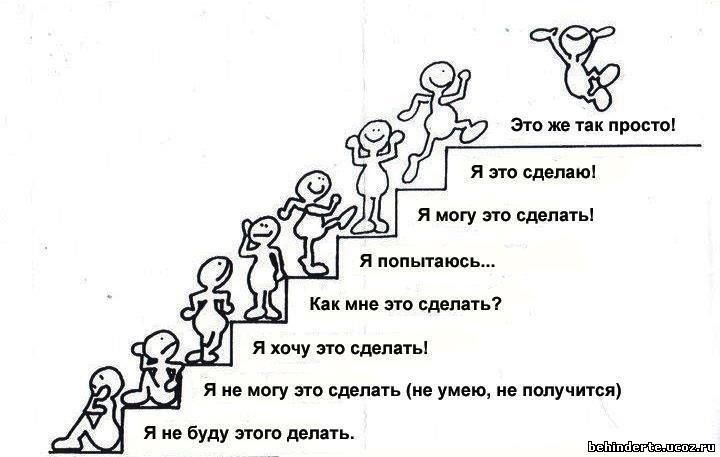 Это же так просто!
Я это сделаю!
Я могу это сделать!
Я попытаюсь...
Как мне это сделать?
Я хочу это сделать!
Я не могу это сделать (не умею, не получится)
Я не буду этого делать.
behinderte.ucoz.ru